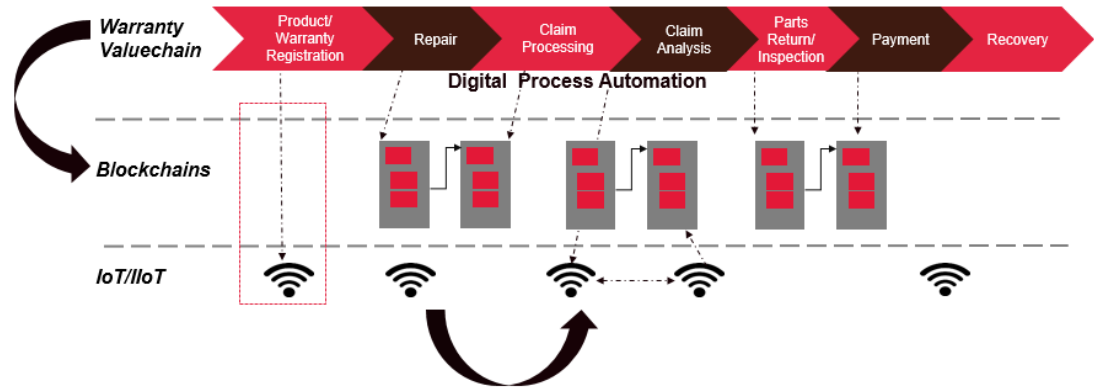 Warranty
Valuechain
Product/
Warranty
Registration
Repair
Claim
Processing
Claim
Analysis
Parts
Return/
Inspection
Payment
Recovery
Digital Process Automation
Blockchains
IoT/IIoT